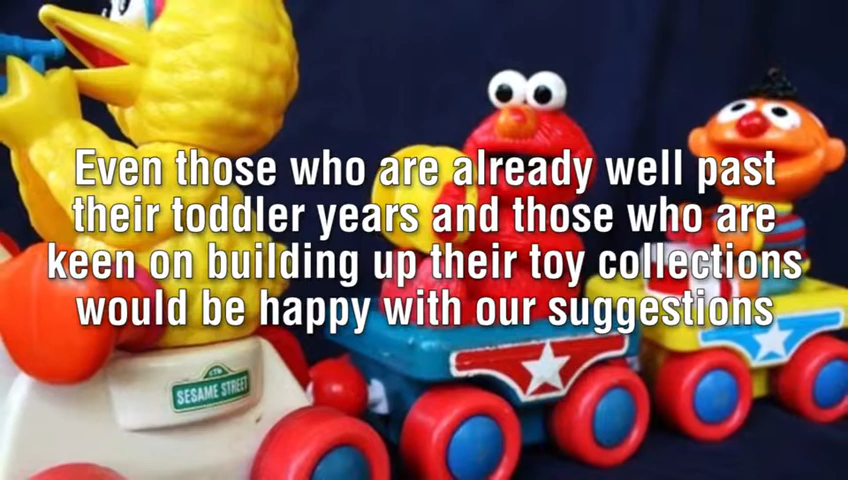 Even those who are already well past
their toddler years and those who are
keen on building up their toy collections
would be happy with our suggestions
SESAME STREET